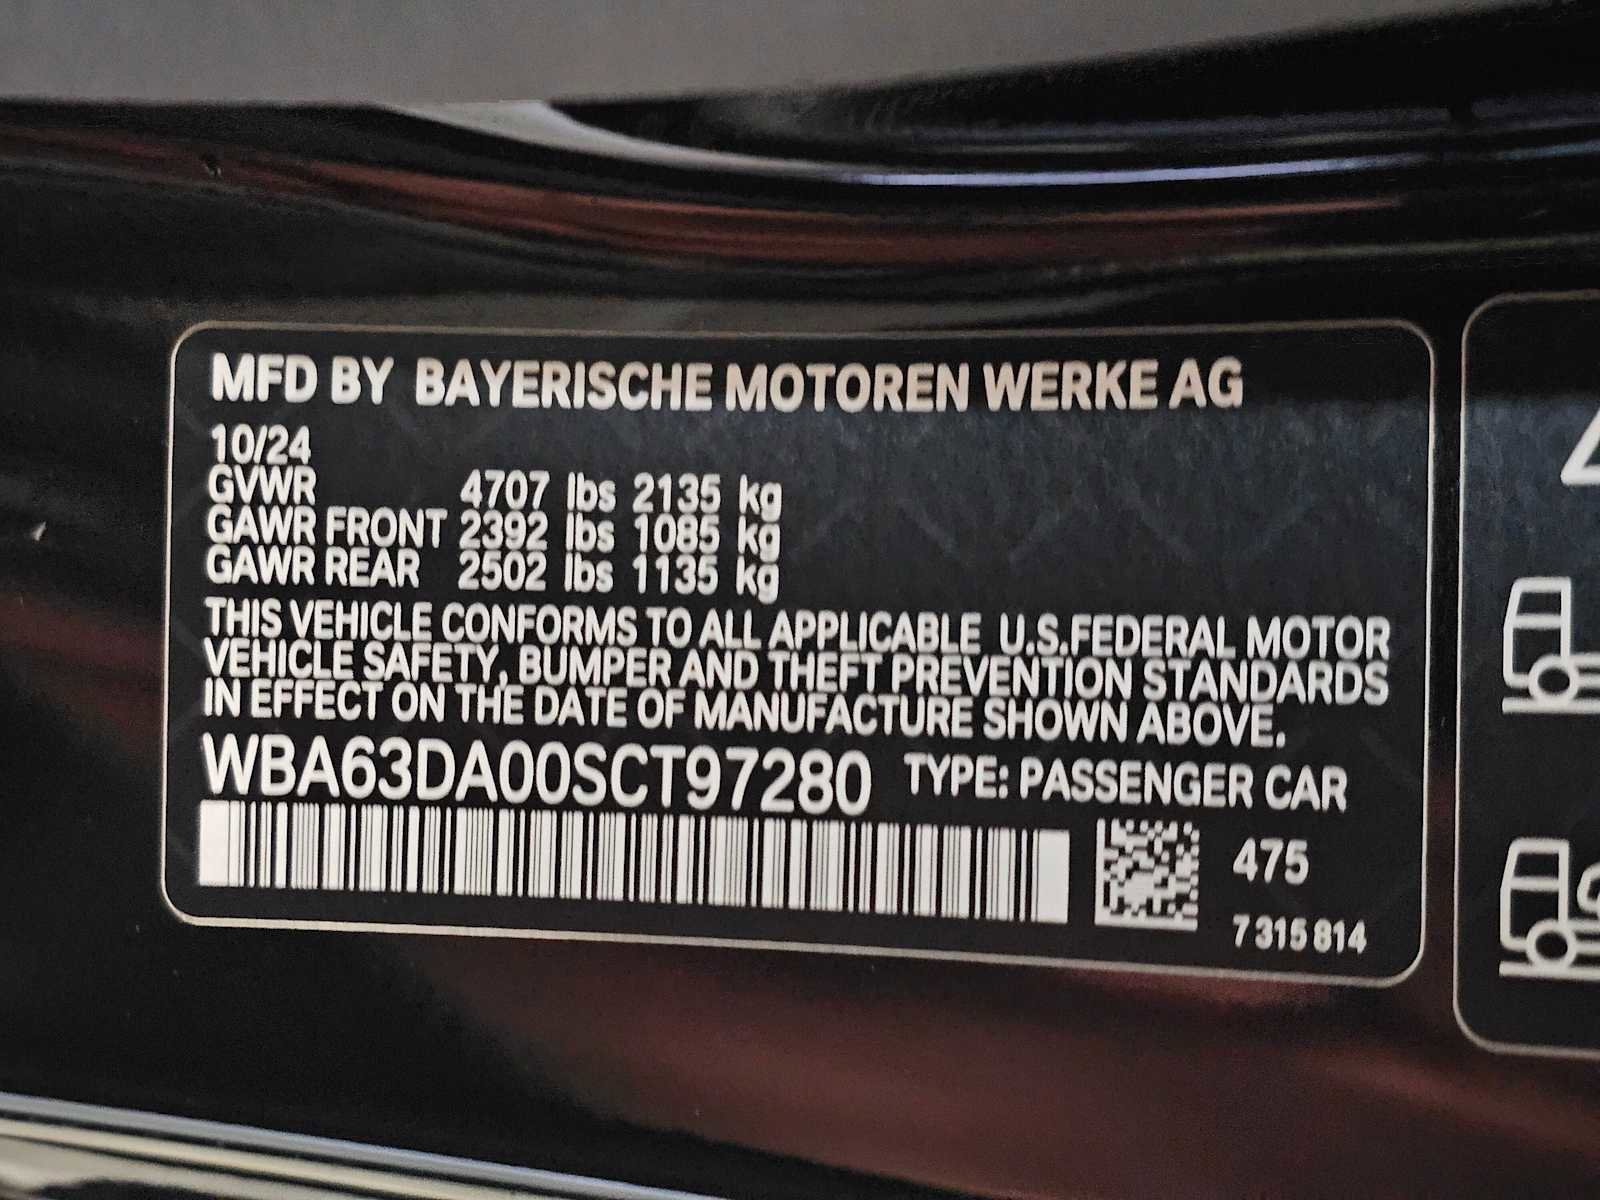 MFD BY BAYERISCHE MOTOREN WERKE AG
10/24
GVWR 4707 lbs 2135 kg
GAWR FRONT 2392 lbs 1085 kg
GAWR REAR 2502 lbs 1135 kg
THIS VEHICLE CONFORMS TO ALL APPLICABLE U.S.FEDERAL MOTOR
VEHICLE SAFETY, BUMPER AND THEFT PREVENTION STANDARDS
IN EFFECT ON THE DATE OF MANUFACTURE SHOWN ABOVE.
WBA63DA00SCT97280 TYPE: PASSENGER CAR
475
7 315 814